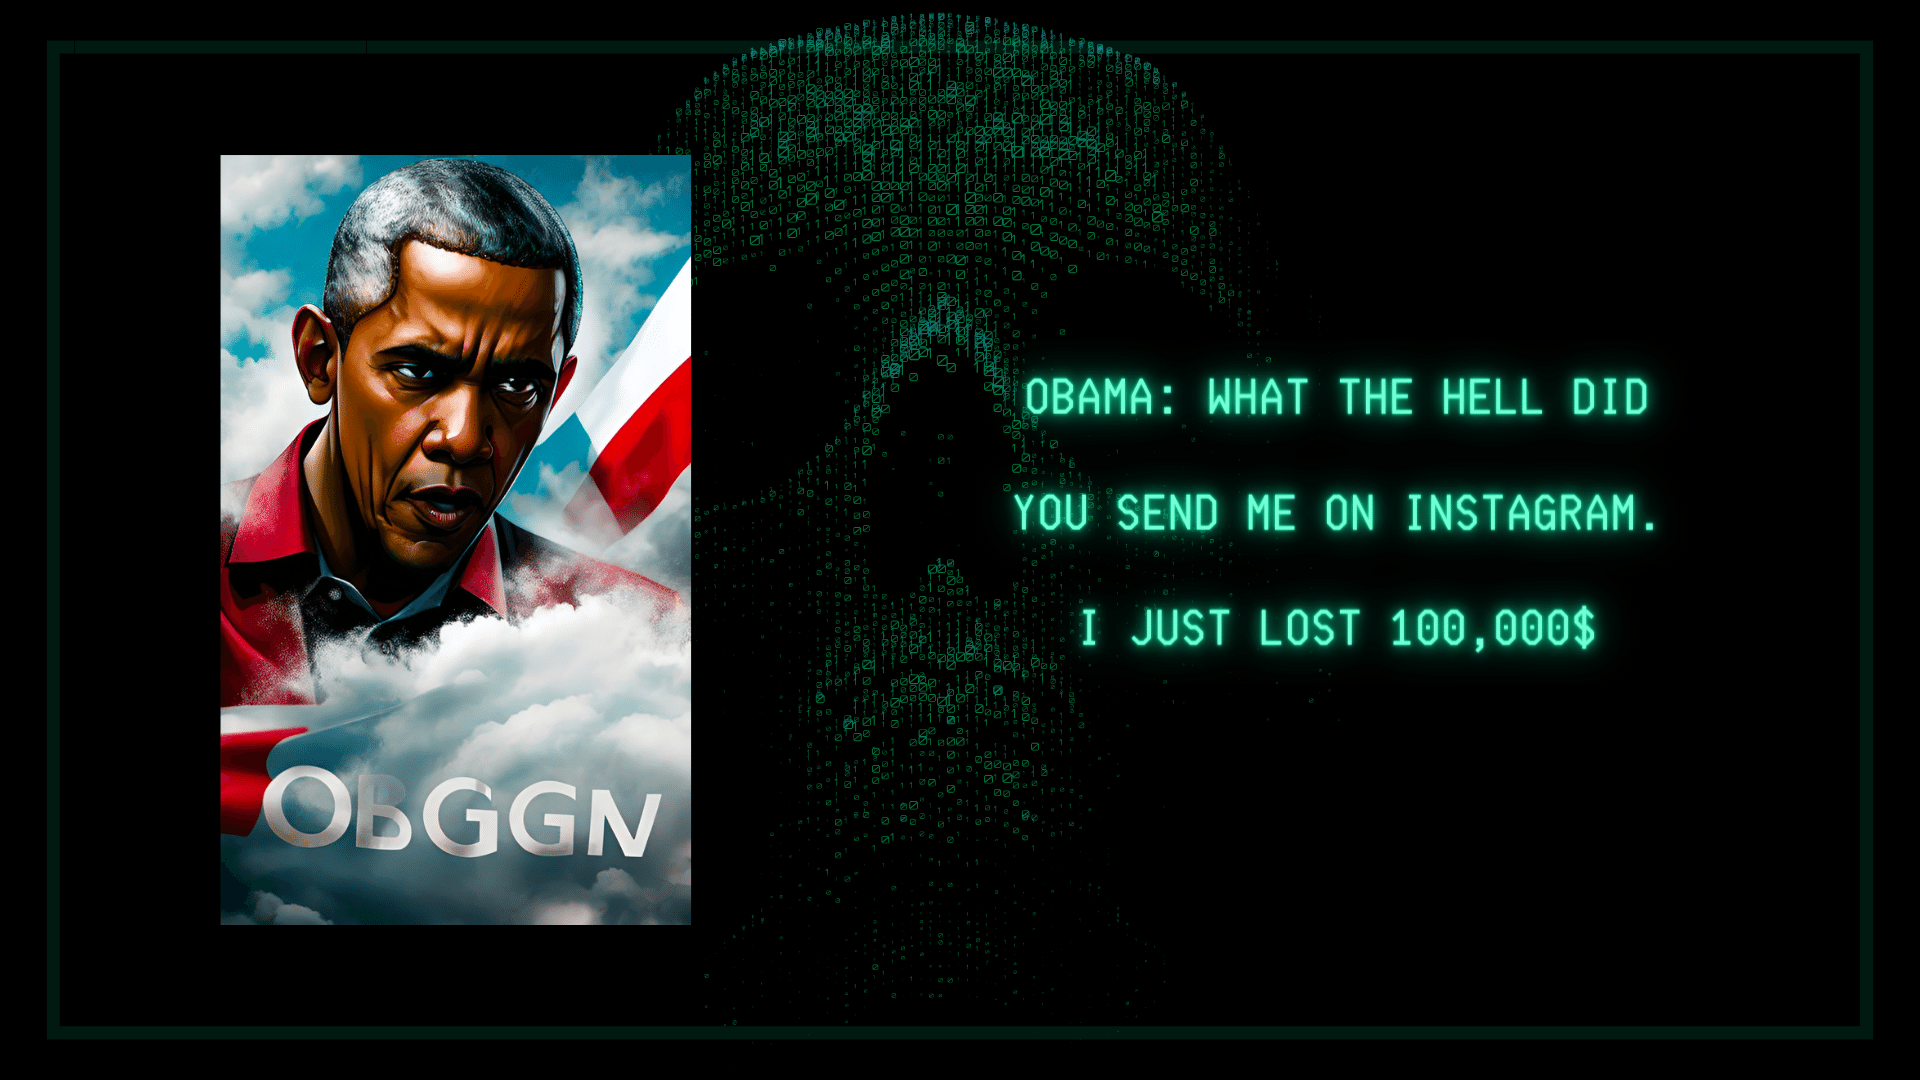 OBAMA: WHAT THE HELL DID
YOU SEND ME ON INSTAGRAM.
I JUST LOST 100,000$
OBGGN